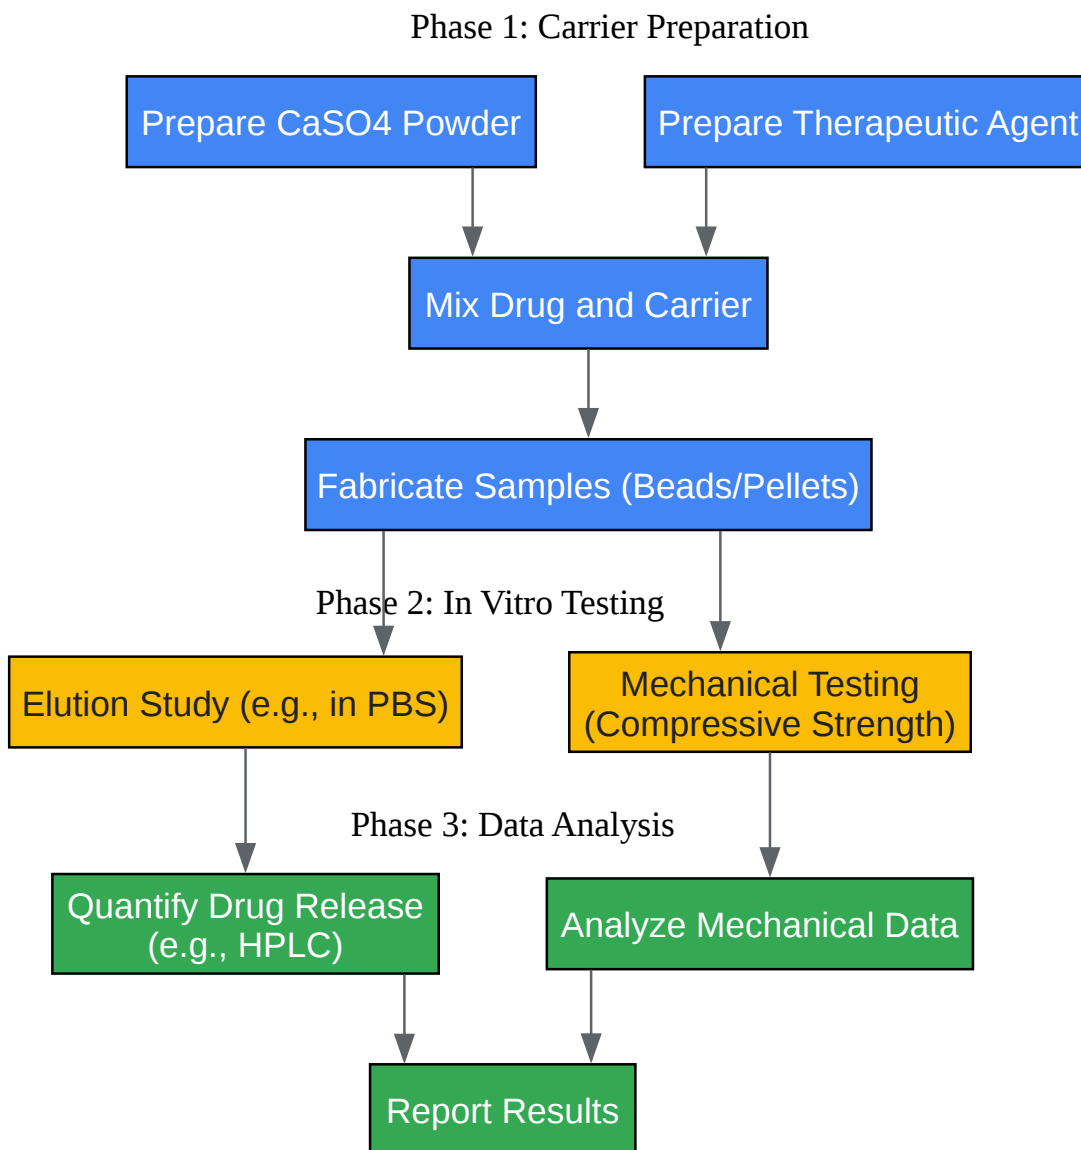 Phase 1: Carrier Preparation
Prepare CaSO4 Powder
Prepare Therapeutic Agent
Mix Drug and Carrier
Fabricate Samples (Beads/Pellets)
Phase 2: In Vitro Testing
Elution Study (e.g., in PBS)
Mechanical Testing
(Compressive Strength)
Phase 3: Data Analysis
Quantify Drug Release
(e.g., HPLC)
Analyze Mechanical Data
Report Results